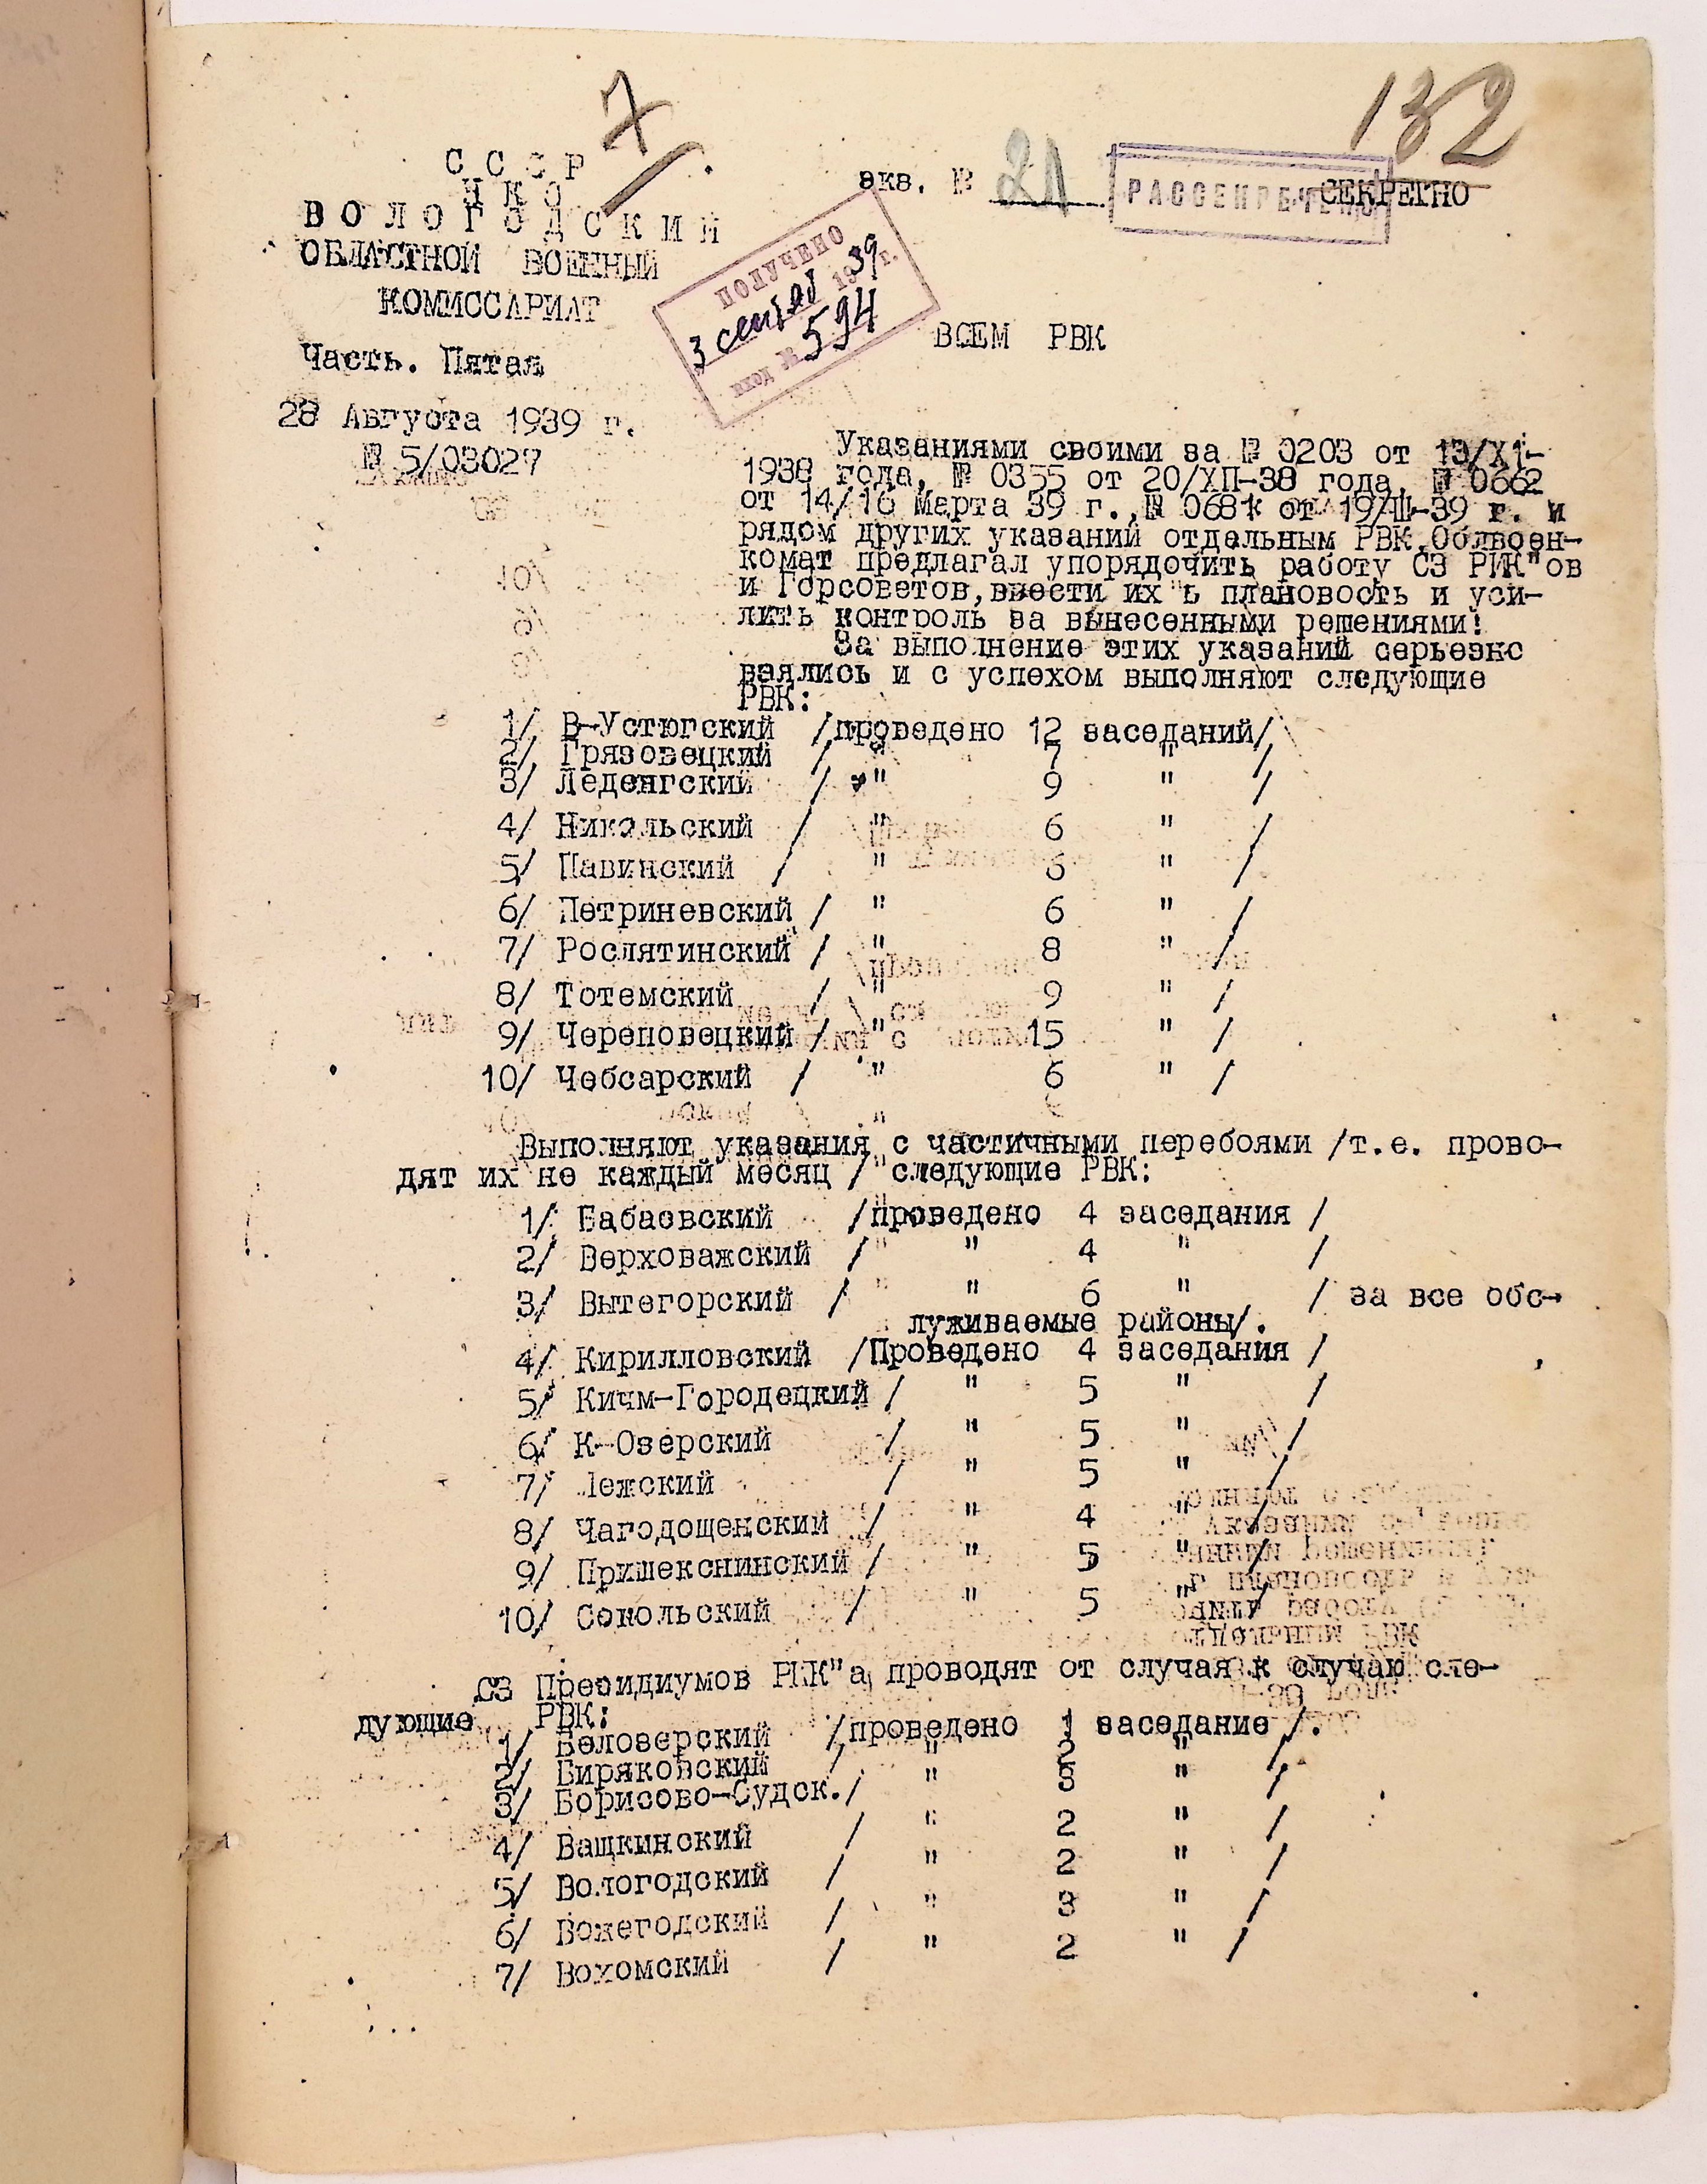 7
132
С С С Р
Н К О
В О Л О Г О Д С К И Й
ОБЛАСТНОЙ ВОЕННЫЙ
КОМИССАРИАТ
Часть. Пятая
28 Августа 1939 г.
№ 5/03027
экз. №
РАССЕКРЕЧЕНО
СЕКРЕТНО
ПОЛУЧЕНО
3 сентяб 1939 г.
№ 594
ВСЕМ РВК
Указаниями своими за № 0203 от 13/X1-
1938 года, № 0355 от 20/ХП-38 года, № 0662
от 14/16 Марта 39 г., № 0681 от 19/Ш-39 г. и
рядом других указаний отдельным РВК Облвоен-
комат предлагал упорядочить работу СЗ РИК"ов
и Горсоветов, ввести их в плановость и уси-
лить контроль за вынесенными решениями!
За выполнение этих указаний серьезно
взялись и с успехом выполняют следующие
РВК:
1/ В-Устюгский /проведено 12 заседаний/
2/ Грязовецкий / " 7 " /
3/ Леденгский / " 9 " /
4/ Никольский / " 6 " /
5/ Павинский / " 6 " /
6/ Петриневский / " 6 " /
7/ Рослятинский / " 8 " /
8/ Тотемский / " 9 " /
9/ Череповецкий / " 15 " /
10/ Чебсарский / " 6 " /
Выполняют указания с частичными перебоями /т.е. прово-
дят их не каждый месяц / следующие РВК:
1/ Бабаевский /проведено 4 заседания /
2/ Верховажский / " 4 " /
3/ Вытегорский / " 6 " / за все обс-
луживаемые районы/.
4/ Кирилловский /Проведено 4 заседания /
5/ Кичм-Городецкий / " 5 " /
6/ К-Озерский / " 5 " /
7/ Лежский / " 5 " /
8/ Чагодощенский / " 4 " /
9/ Пришекснинский / " 5 " /
10/ Сокольский / " 5 " /
СЗ Президиумов РИК"а проводят от случая к случаю сле-
дующие РВК:
1/ Белозерский /проведено 1 заседание /.
2/ Биряковский / " 2 " /
3/ Борисово-Судск./ " 3 " /
4/ Вашкинский / " 2 " /
5/ Вологодский / " 2 " /
6/ Вожегодский / " 3 " /
7/ Вохомский / " 2 " /